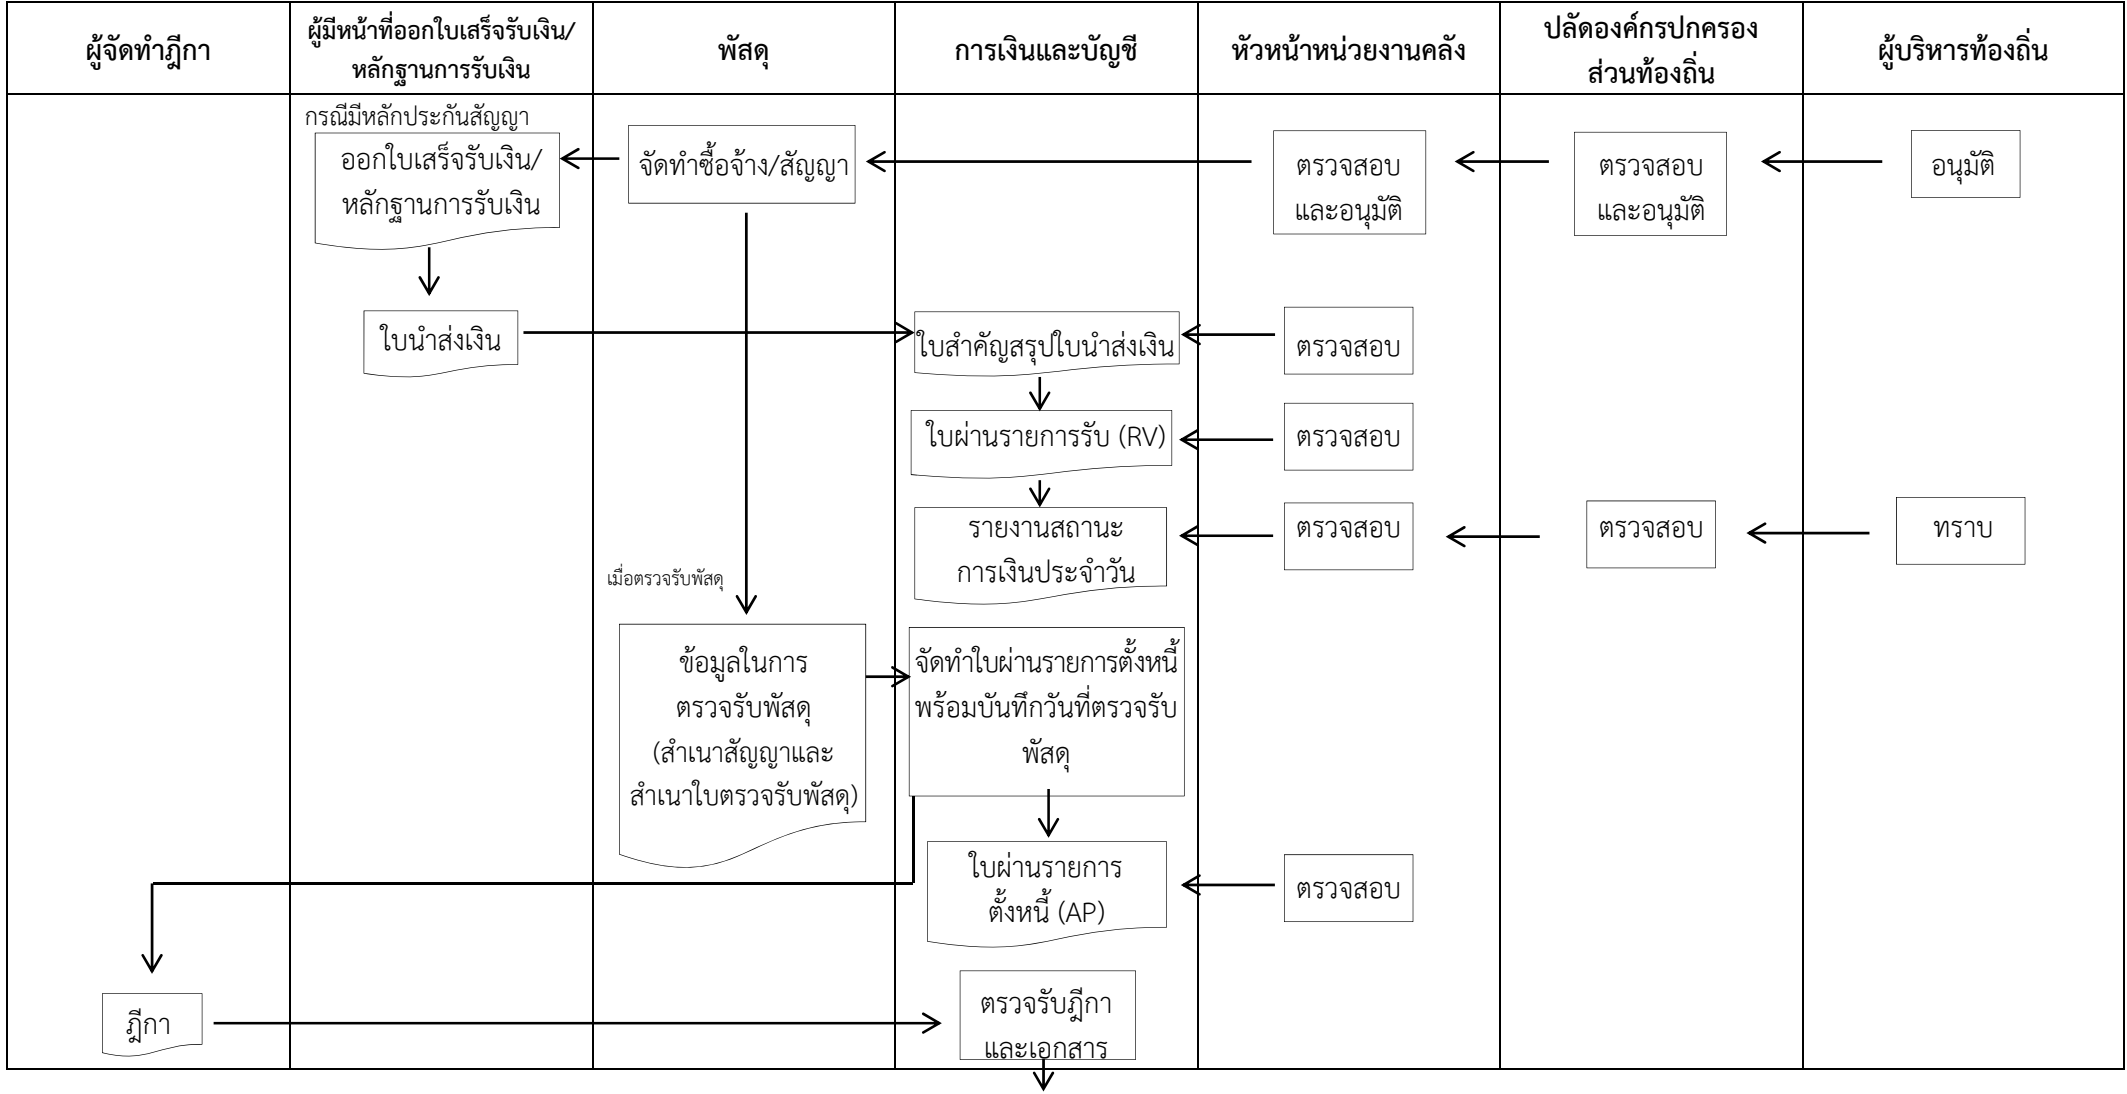 ผู้จัดทำฎีกา
ผู้มีหน้าที่ออกใบเสร็จรับเงิน/
หลักฐานการรับเงิน
พัสดุ
การเงินและบัญชี
หัวหน้าหน่วยงานคลัง
ปลัดองค์กรปกครอง
ส่วนท้องถิ่น
ผู้บริหารท้องถิ่น
กรณีมีหลักประกันสัญญา
ออกใบเสร็จรับเงิน/
หลักฐานการรับเงิน
จัดทำซื้อจ้าง/สัญญา
ตรวจสอบ
และอนุมัติ
ตรวจสอบ
และอนุมัติ
อนุมัติ
ใบนำส่งเงิน
ใบสำคัญสรุปใบนำส่งเงิน
ตรวจสอบ
ใบผ่านรายการรับ (RV)
ตรวจสอบ
รายงานสถานะ
การเงินประจำวัน
ตรวจสอบ
ตรวจสอบ
ทราบ
เมื่อตรวจรับพัสดุ
ข้อมูลในการ
ตรวจรับพัสดุ
(สำเนาสัญญาและ
สำเนาใบตรวจรับพัสดุ)
จัดทำใบผ่านรายการตั้งหนี้
พร้อมบันทึกวันที่ตรวจรับ
พัสดุ
ใบผ่านรายการ
ตั้งหนี้ (AP)
ตรวจสอบ
ฎีกา
ตรวจรับฎีกา
และเอกสาร